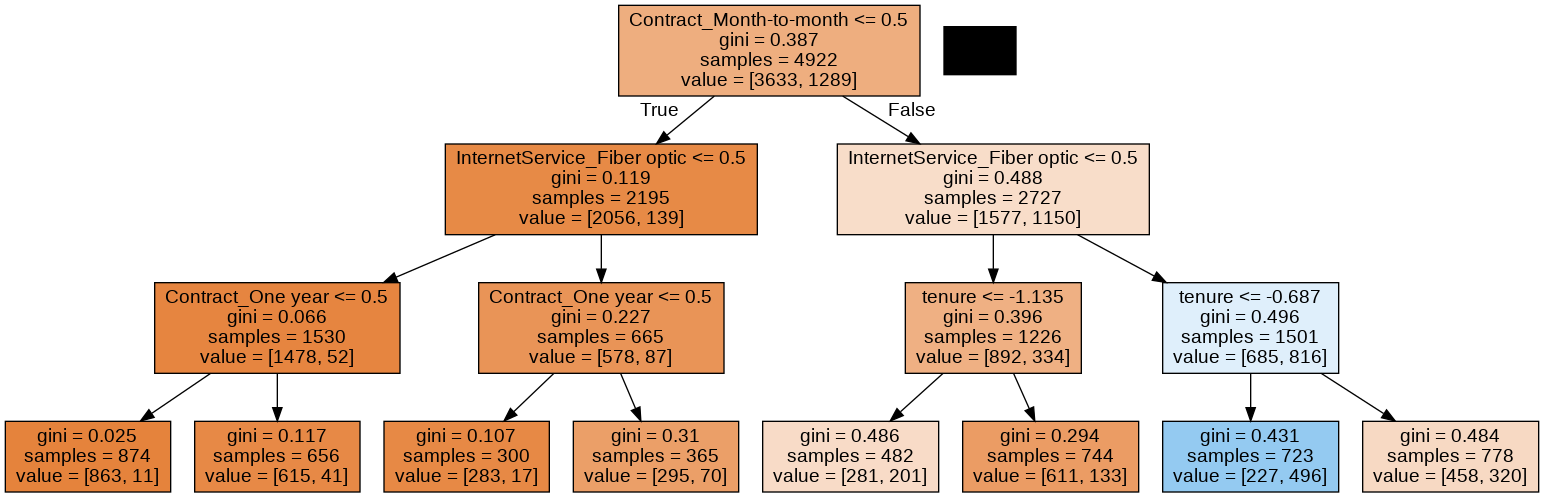 Contract_Month-to-month <= 0.5
gini = 0.387
samples = 4922
value = [3633, 1289]
True
False
InternetService_Fiber optic <= 0.5
gini = 0.119
samples = 2195
value = [2056, 139]
InternetService_Fiber optic <= 0.5
gini = 0.488
samples = 2727
value = [1577, 1150]
Contract_One year <= 0.5
gini = 0.066
samples = 1530
value = [1478, 52]
Contract_One year <= 0.5
gini = 0.227
samples = 665
value = [578, 87]
tenure <= -1.135
gini = 0.396
samples = 1226
value = [892, 334]
tenure <= -0.687
gini = 0.496
samples = 1501
value = [685, 816]
gini = 0.025
samples = 874
value = [863, 11]
gini = 0.117
samples = 656
value = [615, 41]
gini = 0.107
samples = 300
value = [283, 17]
gini = 0.31
samples = 365
value = [295, 70]
gini = 0.486
samples = 482
value = [281, 201]
gini = 0.294
samples = 744
value = [611, 133]
gini = 0.431
samples = 723
value = [227, 496]
gini = 0.484
samples = 778
value = [458, 320]